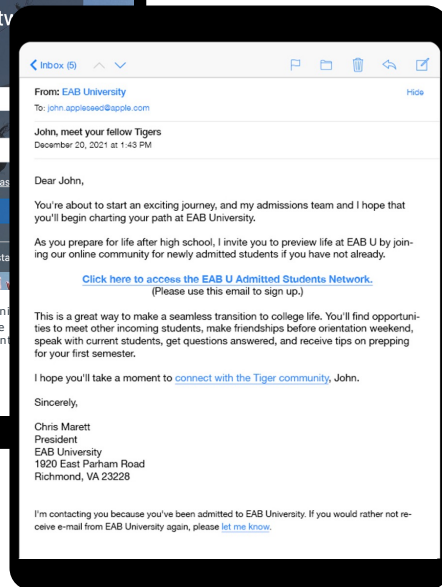 tw
Inbox (5)
From: EAB University
Hide
To: john.appleseed@apple.com
John, meet your fellow Tigers
December 20, 2021 at 1:43 PM
Dear John,
You're about to start an exciting journey, and my admissions team and I hope that
you'll begin charting your path at EAB University.
As you prepare for life after high school, I invite you to preview life at EAB U by join-
ing our online community for newly admitted students if you have not already.
Click here to access the EAB U Admitted Students Network.
(Please use this email to sign up.)
This is a great way to make a seamless transition to college life. You'll find opportuni-
ties to meet other incoming students, make friendships before orientation weekend,
speak with current students, get questions answered, and receive tips on prepping
for your first semester.
I hope you'll take a moment to connect with the Tiger community, John.
Sincerely,
Chris Marett
President
EAB University
1920 East Parham Road
Richmond, VA 23228
I'm contacting you because you've been admitted to EAB University. If you would rather not re-
ceive e-mail from EAB University again, please let me know.